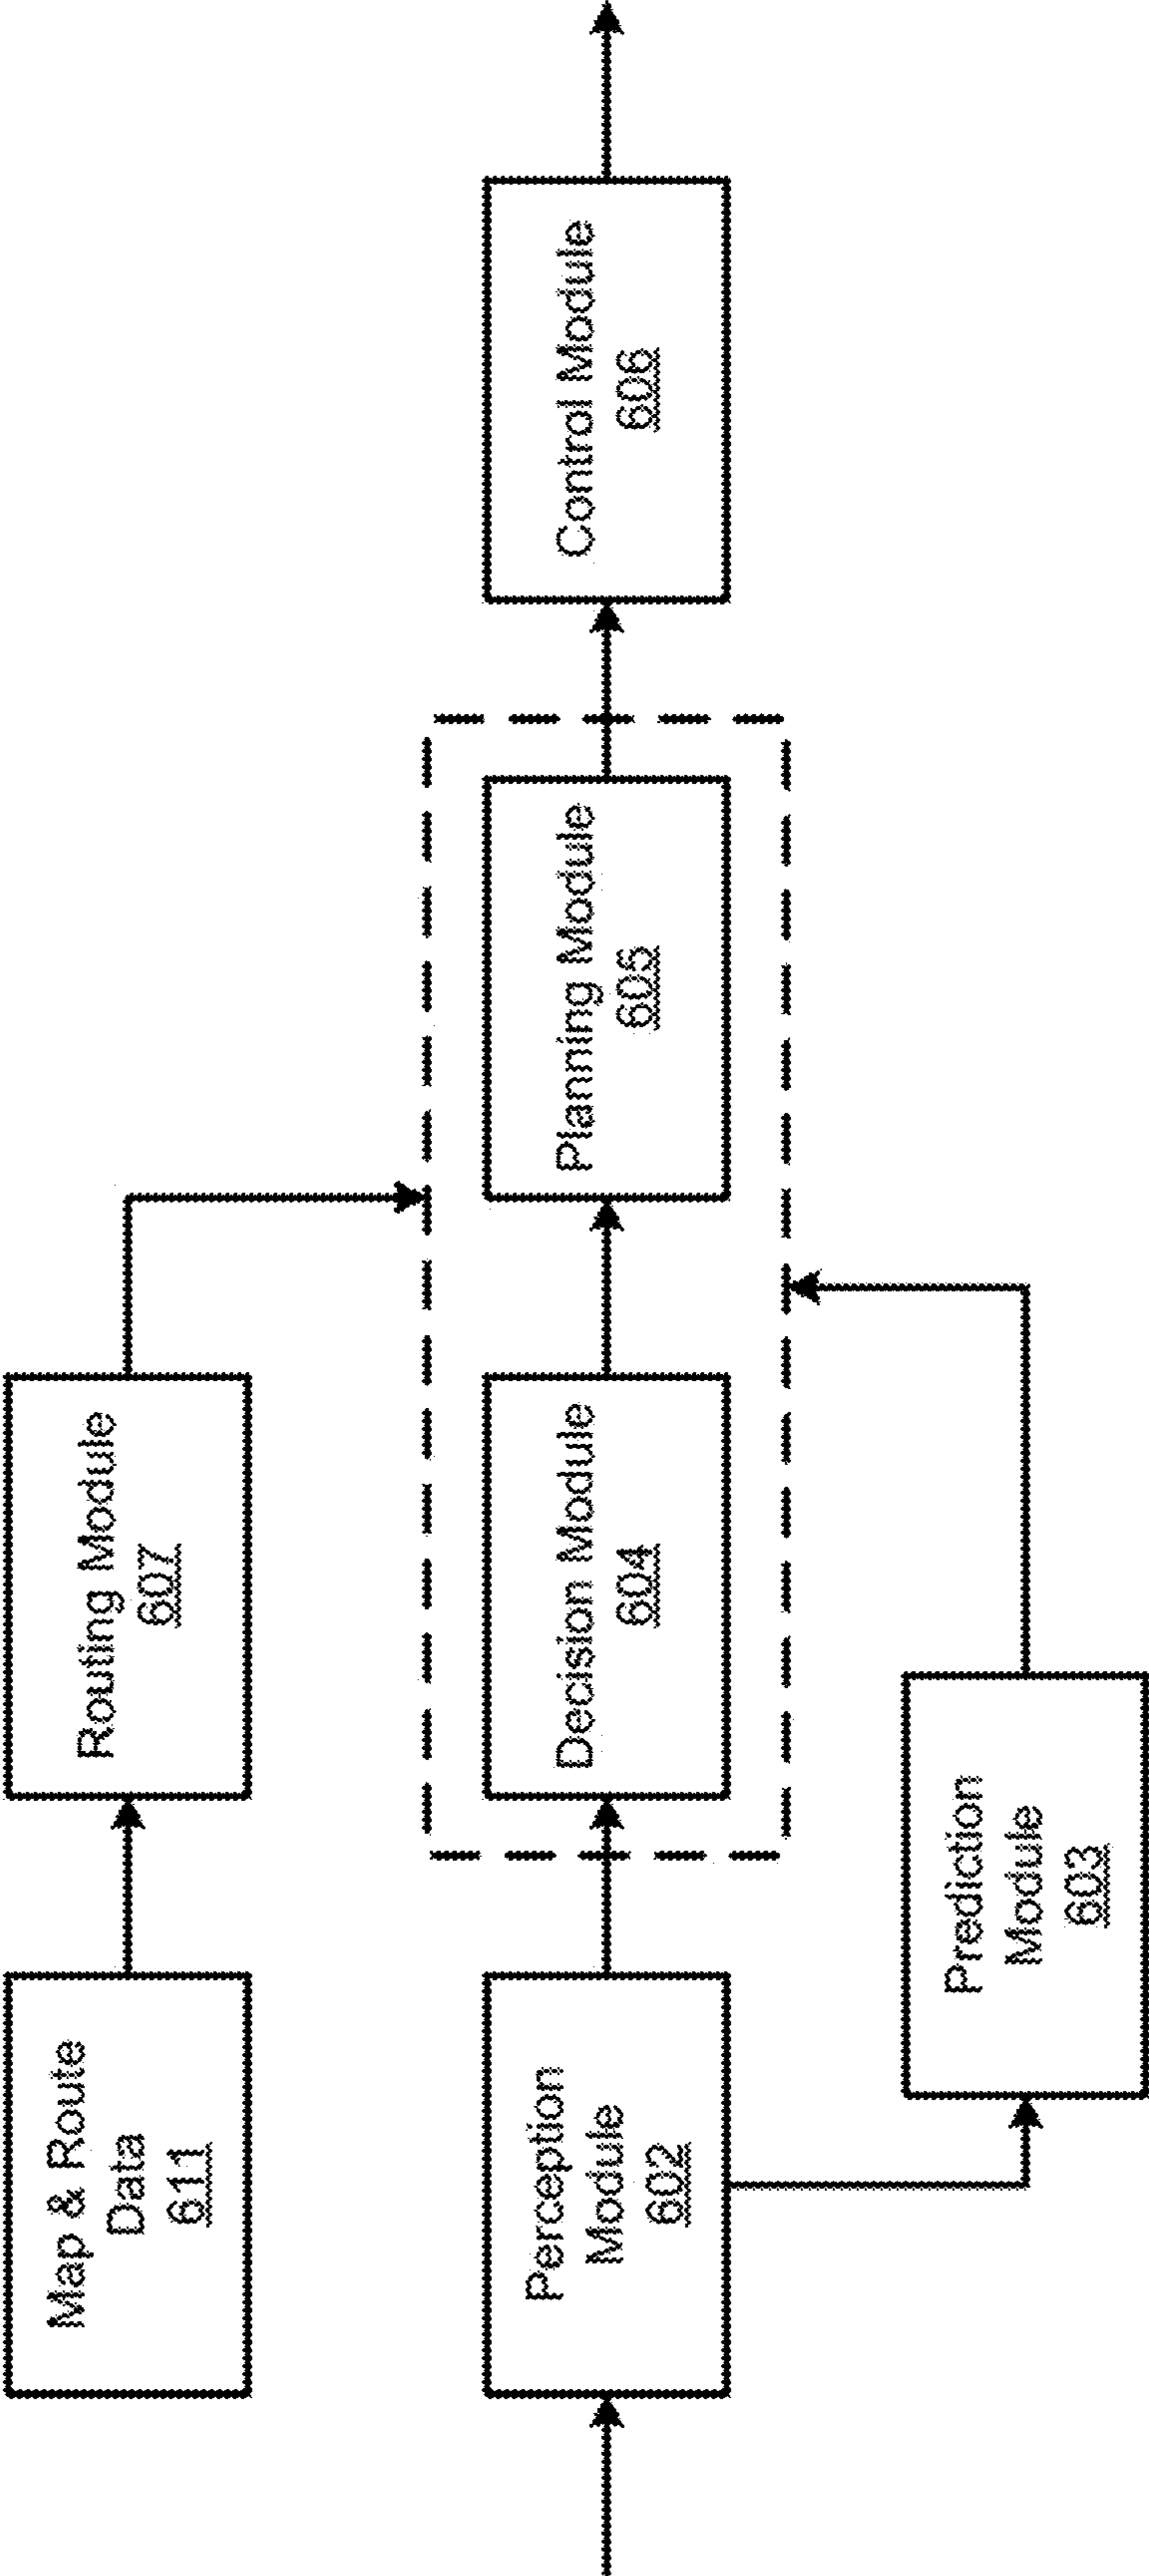 Map & Route
Data
611
Routing Module
607
Perception
Module
602
Decision Module
604
Planning Module
605
Control Module
606
Prediction
Module
603